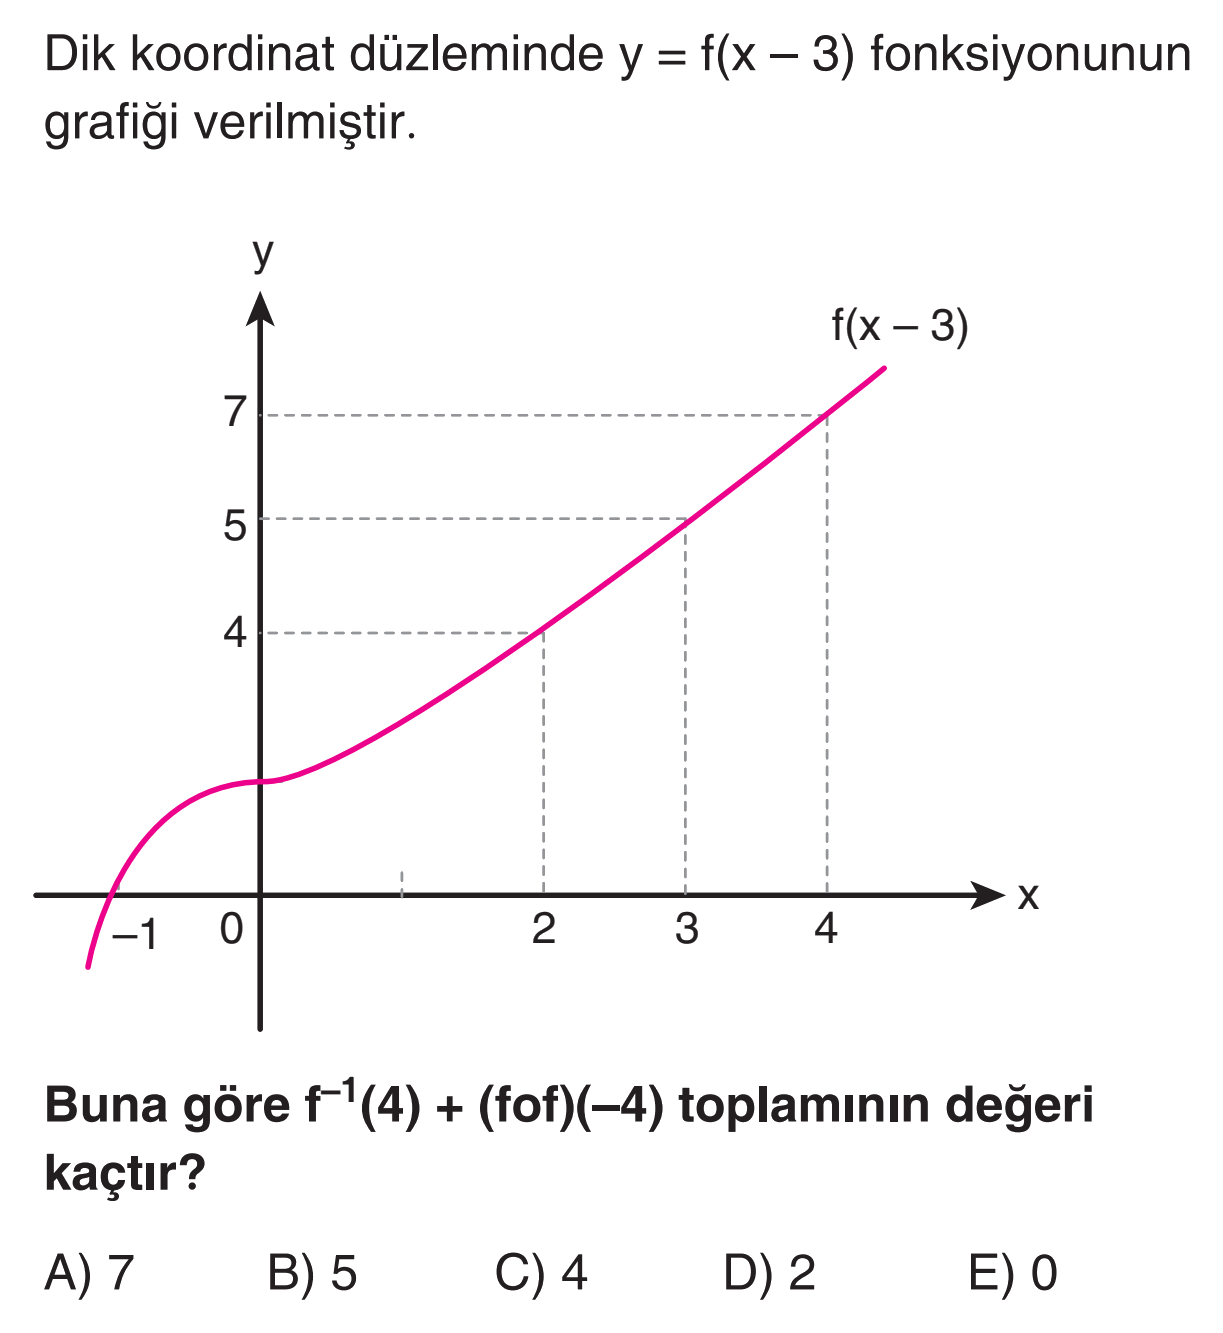 Dik koordinat düzleminde y = f(x – 3) fonksiyonunun
grafiği verilmiştir.
y
f(x – 3)
7
5
4
–1
0
2
3
4
x
Buna göre f⁻¹(4) + (fof)(–4) toplamının değeri
kaçtır?
A) 7 B) 5 C) 4 D) 2 E) 0